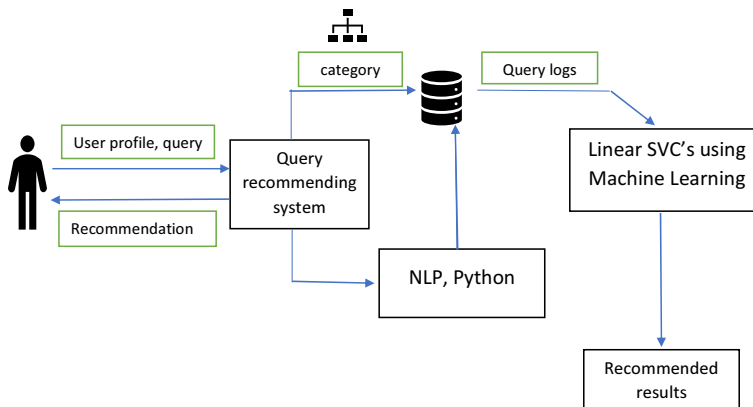 category
Query logs
User profile, query
Query
recommending
system
Linear SVC's using
Machine Learning
Recommendation
NLP, Python
Recommended
results